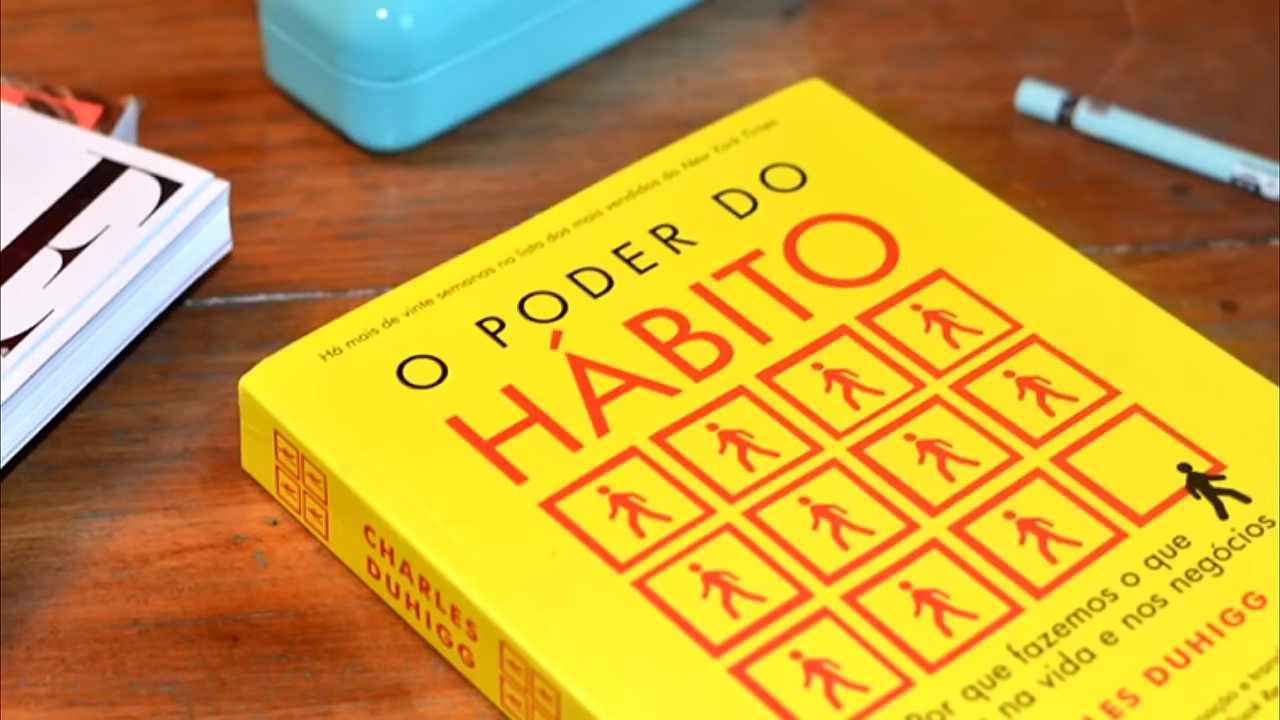 Há mais de vinte semanas na lista dos mais vendidos do New York Times
O PODER DO
HÁBITO
Por que fazemos o que
na vida e nos negócios
LES DUHIGG
CHARLES
DUHIGG